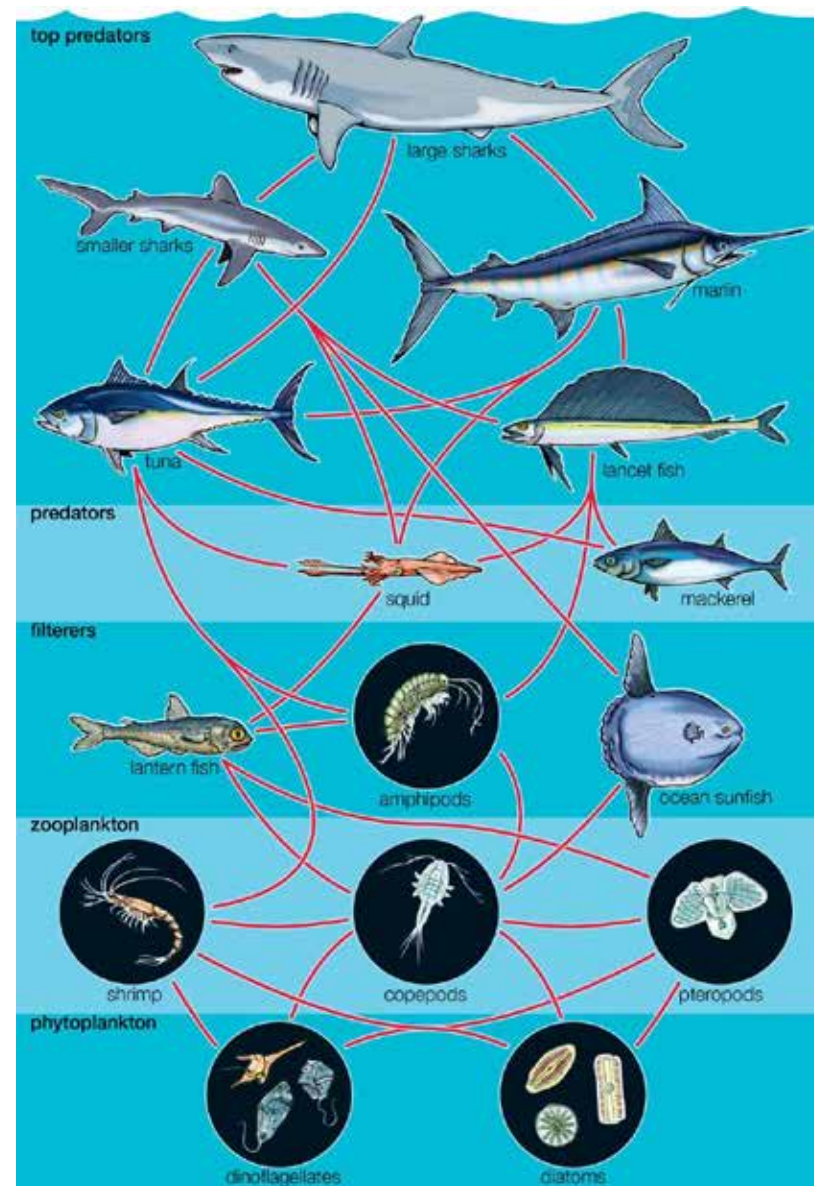 top predators
large sharks
smaller sharks
marlin
tuna
lancet fish
predators
squid
mackerel
filterers
lantern fish
amphipods
ocean sunfish
zooplankton
shrimp
copepods
pteropods
phytoplankton
dinoflagellates
diatoms